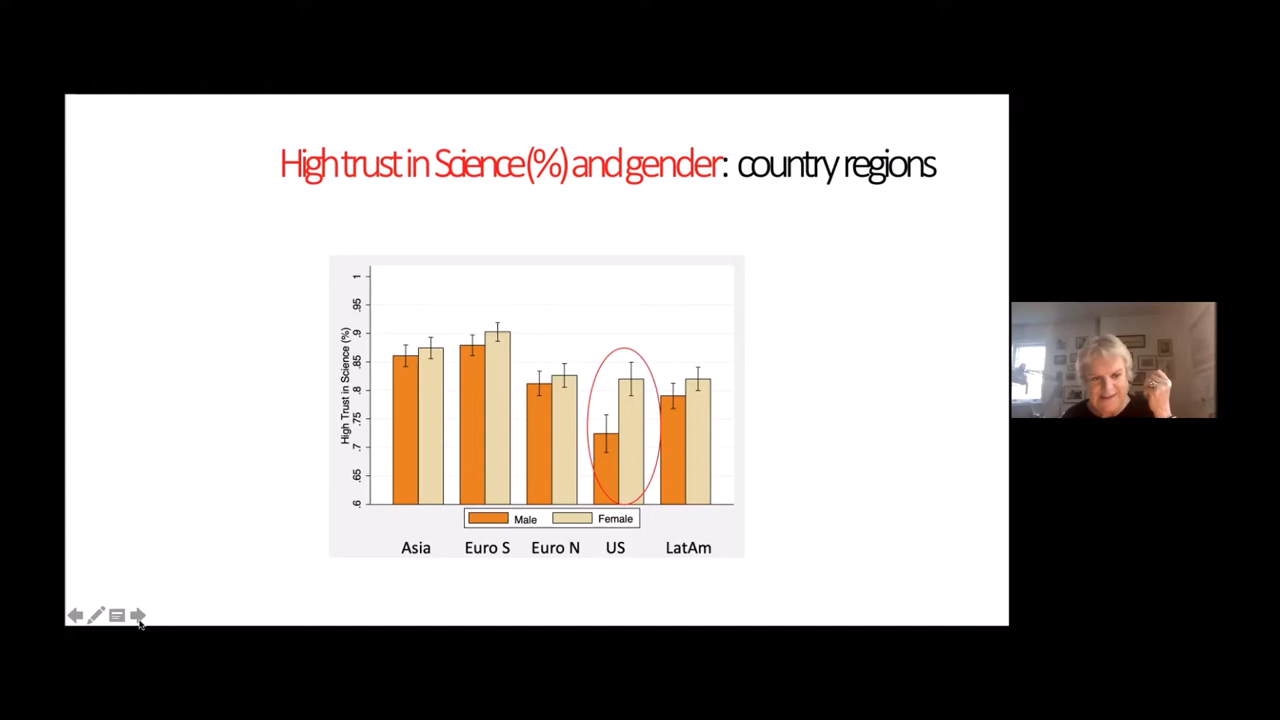 High trust in Science (%) and gender: country regions
High Trust in Science (%)
1
.95
.9
.85
.8
.75
.7
.65
.6
Male Female
Asia Euro S Euro N US LatAm